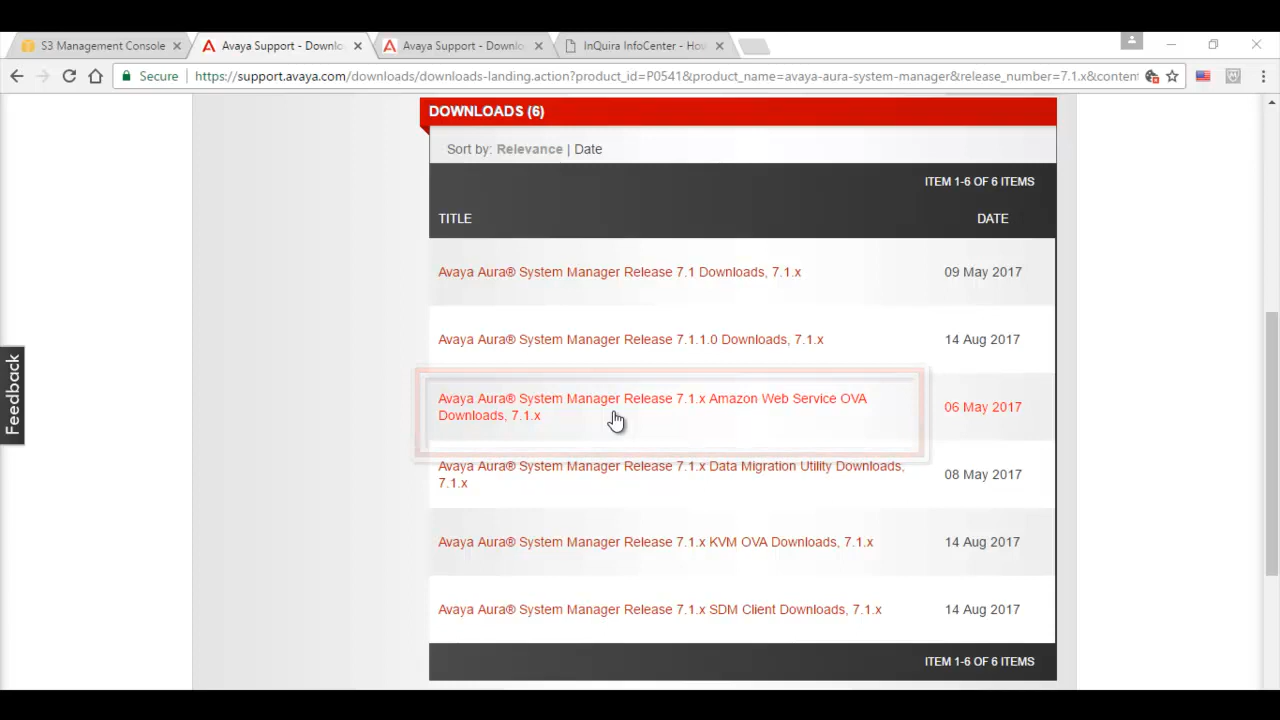 S3 Management Console
Avaya Support - Downlo
Avaya Support - Downlo
InQuira InfoCenter - Hou
Secure
https://support.avaya.com/downloads/downloads-landing.action?product_id=P0541&product_name=avaya-aura-system-manager&release_number=7.1.x&content
DOWNLOADS (6)
Sort by: Relevance | Date
ITEM 1-6 OF 6 ITEMS
TITLE DATE
Avaya Aura® System Manager Release 7.1 Downloads, 7.1.x 09 May 2017
Avaya Aura® System Manager Release 7.1.1.0 Downloads, 7.1.x 14 Aug 2017
Avaya Aura® System Manager Release 7.1.x Amazon Web Service OVA
Downloads, 7.1.x 06 May 2017
Avaya Aura® System Manager Release 7.1.x Data Migration Utility Downloads,
7.1.x 08 May 2017
Avaya Aura® System Manager Release 7.1.x KVM OVA Downloads, 7.1.x 14 Aug 2017
Avaya Aura® System Manager Release 7.1.x SDM Client Downloads, 7.1.x 14 Aug 2017
ITEM 1-6 OF 6 ITEMS
Feedback